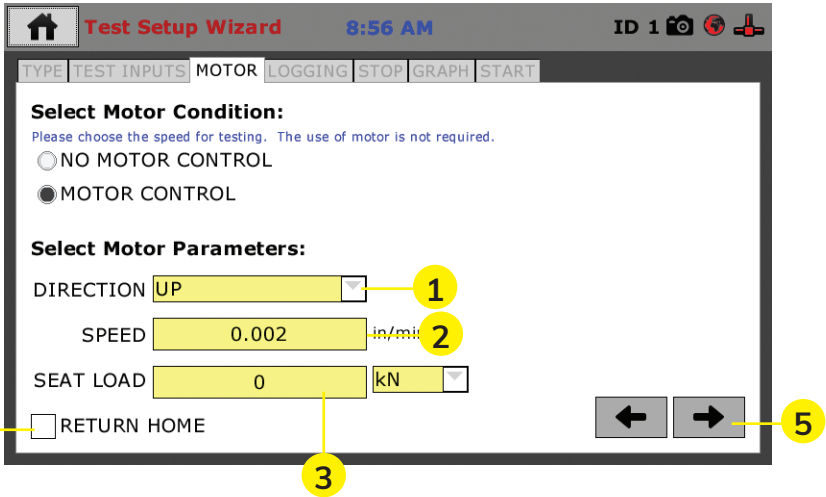 Test Setup Wizard 8:56 AM ID 1
TYPE TEST INPUTS MOTOR LOGGING STOP GRAPH START
Select Motor Condition:
Please choose the speed for testing. The use of motor is not required.
NO MOTOR CONTROL
MOTOR CONTROL
Select Motor Parameters:
DIRECTION UP 1
SPEED 0.002 2
SEAT LOAD 0 kN
RETURN HOME 5
3